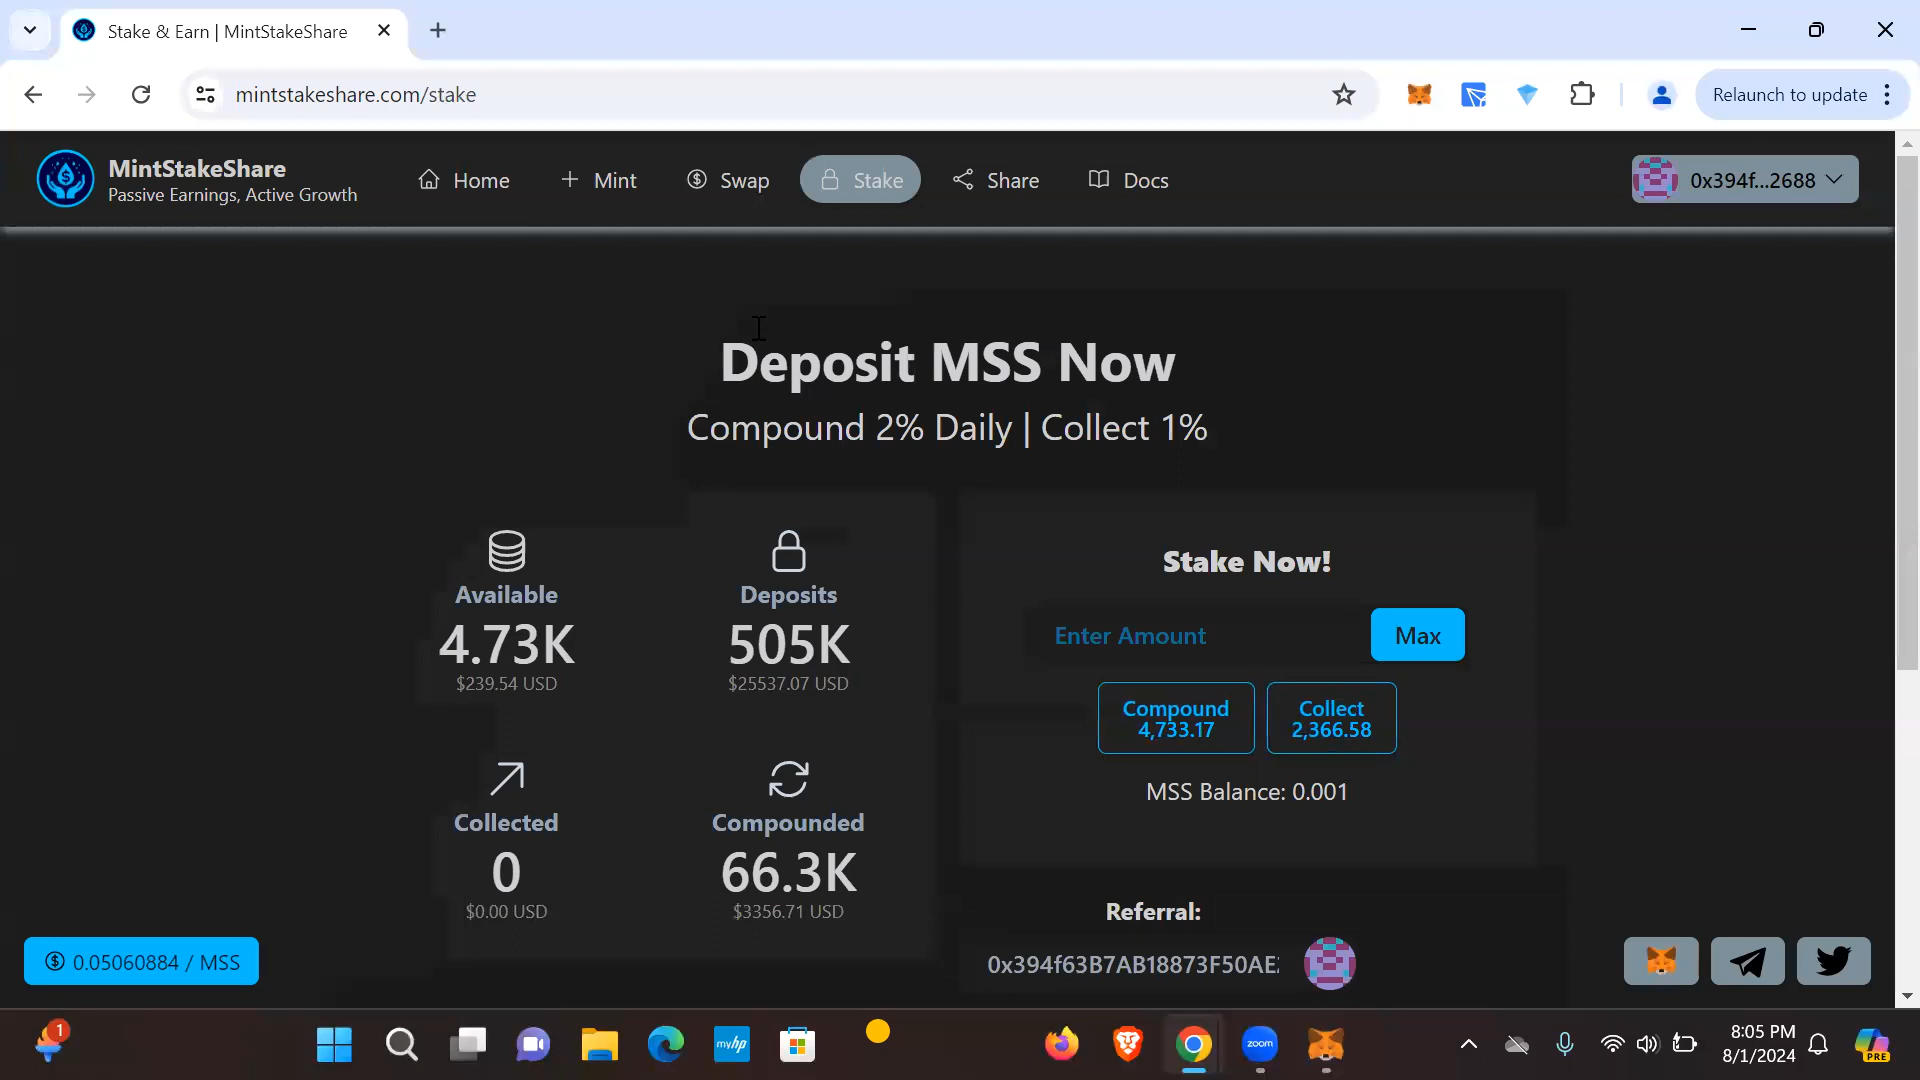 Stake & Earn | MintStakeShare
mintstakeshare.com/stake
Relaunch to update
MintStakeShare
Passive Earnings, Active Growth
Home
Mint
Swap
Stake
Share
Docs
0x394f...2688
Deposit MSS Now
Compound 2% Daily | Collect 1%
Available
4.73K
$239.54 USD
Deposits
505K
$25537.07 USD
Collected
0
$0.00 USD
Compounded
66.3K
$3356.71 USD
Stake Now!
Enter Amount
Max
Compound
4,733.17
Collect
2,366.58
MSS Balance: 0.001
Referral:
0x394f63B7AB18873F50AE
0.05060884 / MSS
1
myhp
zoom
8:05 PM
8/1/2024
PRE